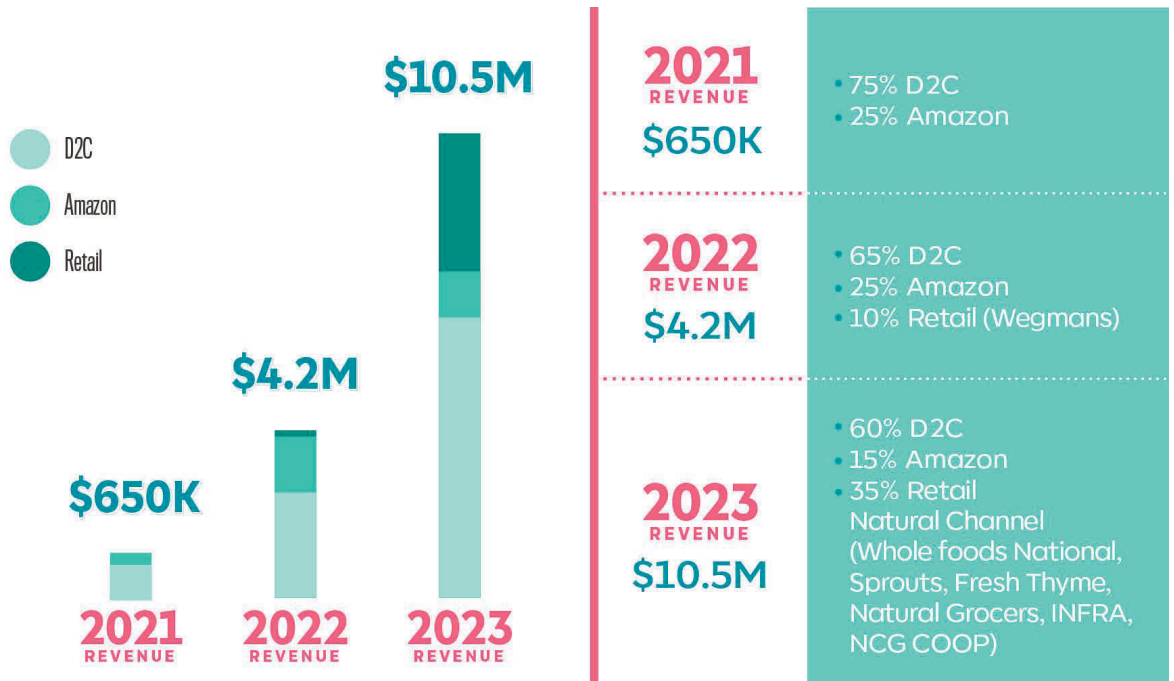 $10.5M
D2C
Amazon
Retail
$4.2M
$650K
2021
REVENUE
2022
REVENUE
2023
REVENUE
2021
REVENUE
$650K
• 75% D2C
• 25% Amazon
2022
REVENUE
$4.2M
• 65% D2C
• 25% Amazon
• 10% Retail (Wegmans)
2023
REVENUE
$10.5M
• 60% D2C
• 15% Amazon
• 35% Retail
Natural Channel
(Whole foods National,
Sprouts, Fresh Thyme,
Natural Grocers, INFRA,
NCG COOP)